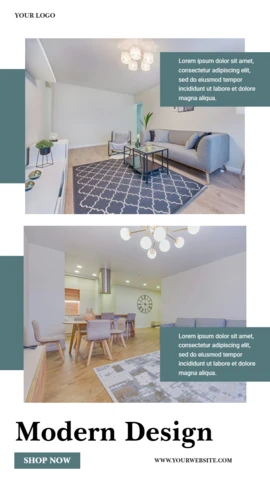 YOUR LOGO
Lorem ipsum dolor sit amet,
consectetur adipiscing elit,
sed do eiusmod tempor
incididunt ut labore et dolore
magna aliqua.
Lorem ipsum dolor sit amet,
consectetur adipiscing elit,
sed do eiusmod tempor
incididunt ut labore et dolore
magna aliqua.
Modern Design
SHOP NOW
WWW.YOURWEBSITE.COM